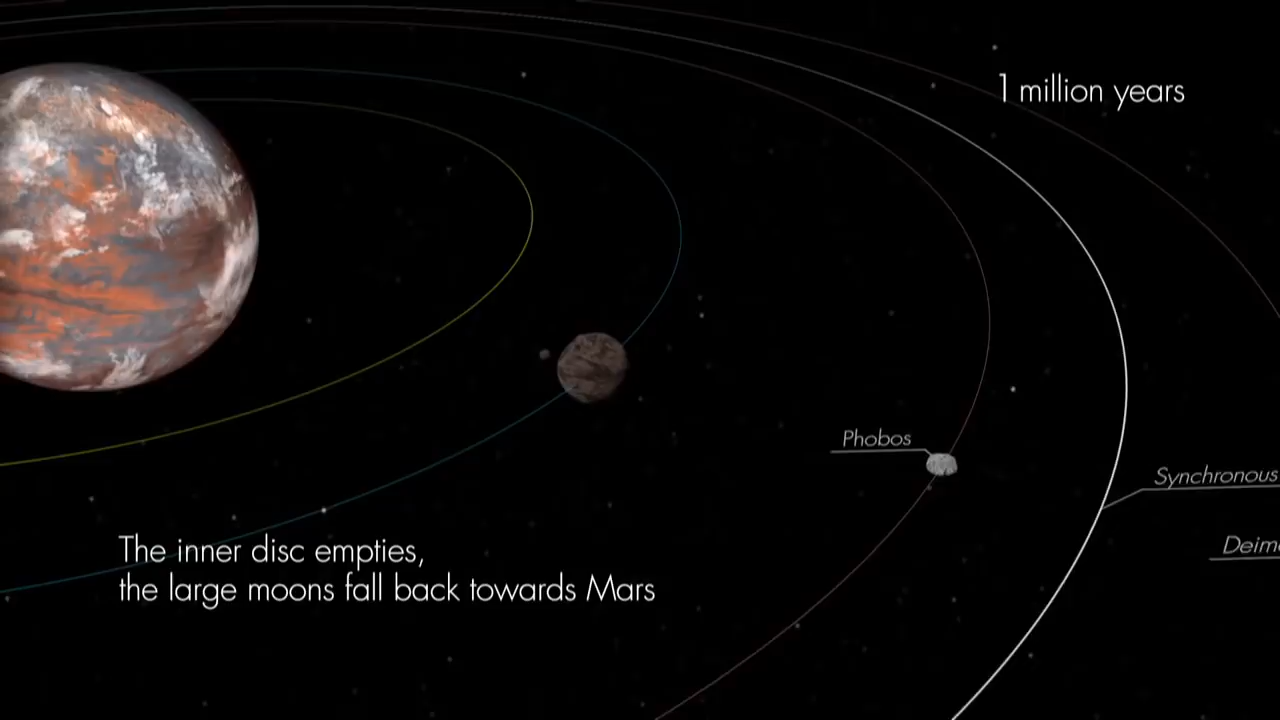 1 million years
Phobos
Synchronous
The inner disc empties,
the large moons fall back towards Mars